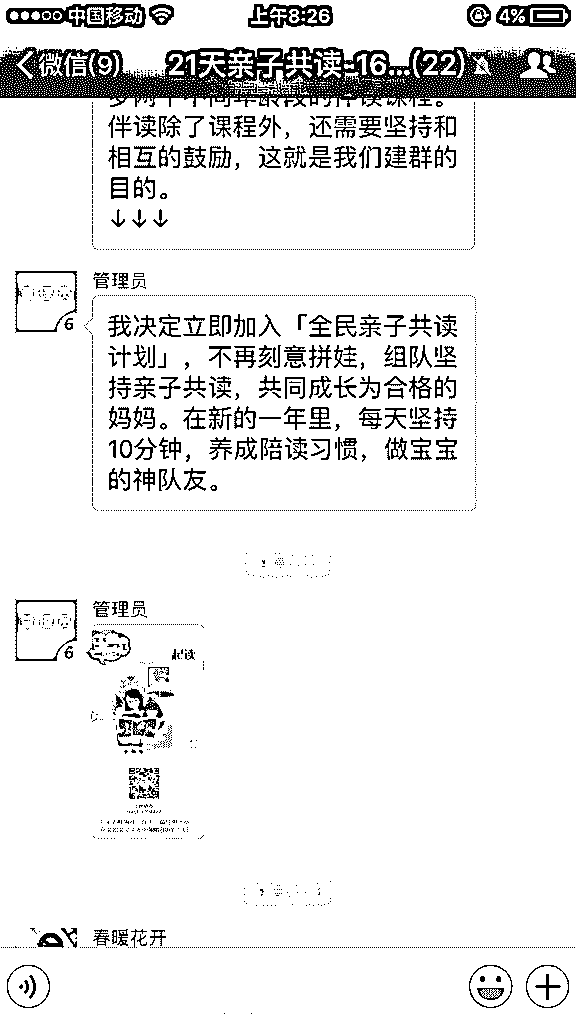 中国移动 上午8:26 4%
微信(9) 21天亲子共读-16...(22)
伴读除了课程外，还需要坚持和
相互的鼓励，这就是我们建群的
目的。
↓↓↓
管理员
6
我决定立即加入「全民亲子共读
计划」，不再刻意拼娃，组队坚
持亲子共读，共同成长为合格的
妈妈。在新的一年里，每天坚持
10分钟，养成陪读习惯，做宝宝
的神队友。
管理员
6
起读
春暖花开